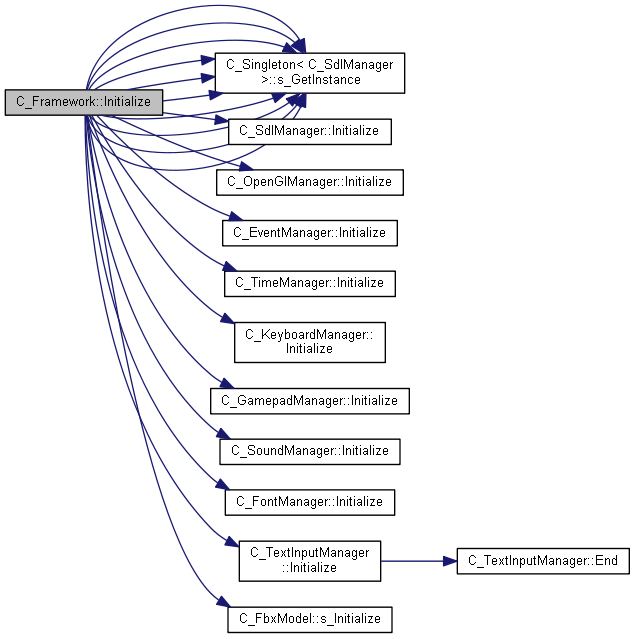 C_Framework::Initialize
C_Singleton< C_SdlManager
>::s_GetInstance
C_SdlManager::Initialize
C_OpenGlManager::Initialize
C_EventManager::Initialize
C_TimeManager::Initialize
C_KeyboardManager::
Initialize
C_GamepadManager::Initialize
C_SoundManager::Initialize
C_FontManager::Initialize
C_TextInputManager
::Initialize
C_TextInputManager::End
C_FbxModel::s_Initialize